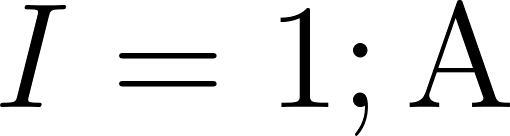 I = 1; A